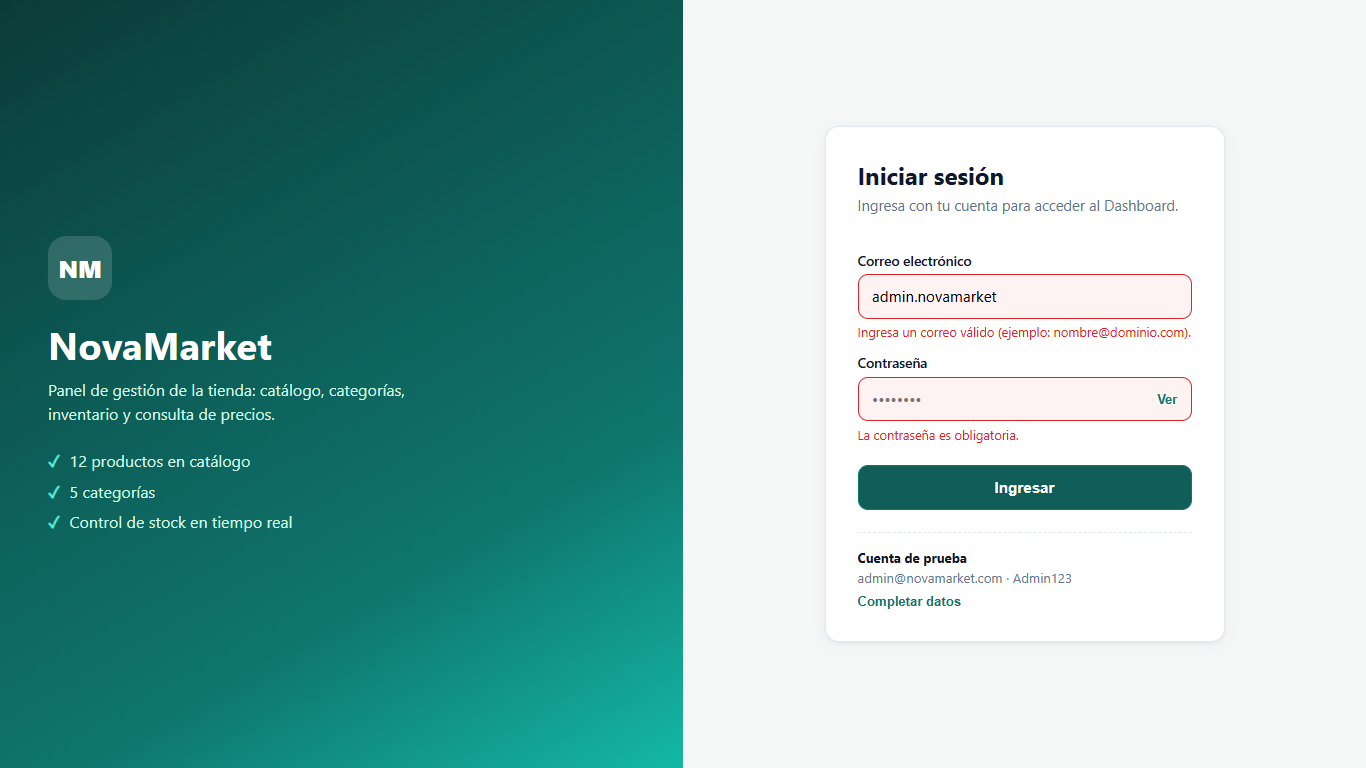 NM
NovaMarket
Panel de gestión de la tienda: catálogo, categorías,
inventario y consulta de precios.
✓ 12 productos en catálogo
✓ 5 categorías
✓ Control de stock en tiempo real
Iniciar sesión
Ingresa con tu cuenta para acceder al Dashboard.
Correo electrónico
admin.novamarket
Ingresa un correo válido (ejemplo: nombre@dominio.com).
Contraseña
•••••••• Ver
La contraseña es obligatoria.
Ingresar
Cuenta de prueba
admin@novamarket.com · Admin123
Completar datos